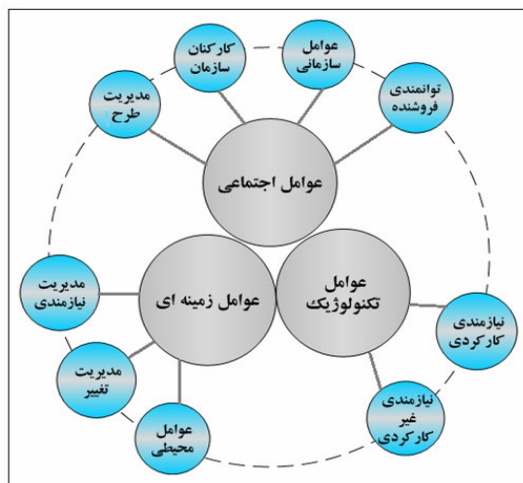 عوامل
سازمانی
کارکنان
سازمان
توانمندی
فروشنده
مدیریت
طرح
عوامل اجتماعی
عوامل
تکنولوژیک
عوامل زمینه ای
مدیریت
نیازمندی
نیازمندی
کارکردی
مدیریت
تغییر
نیازمندی
غیر
کارکردی
عوامل
محیطی